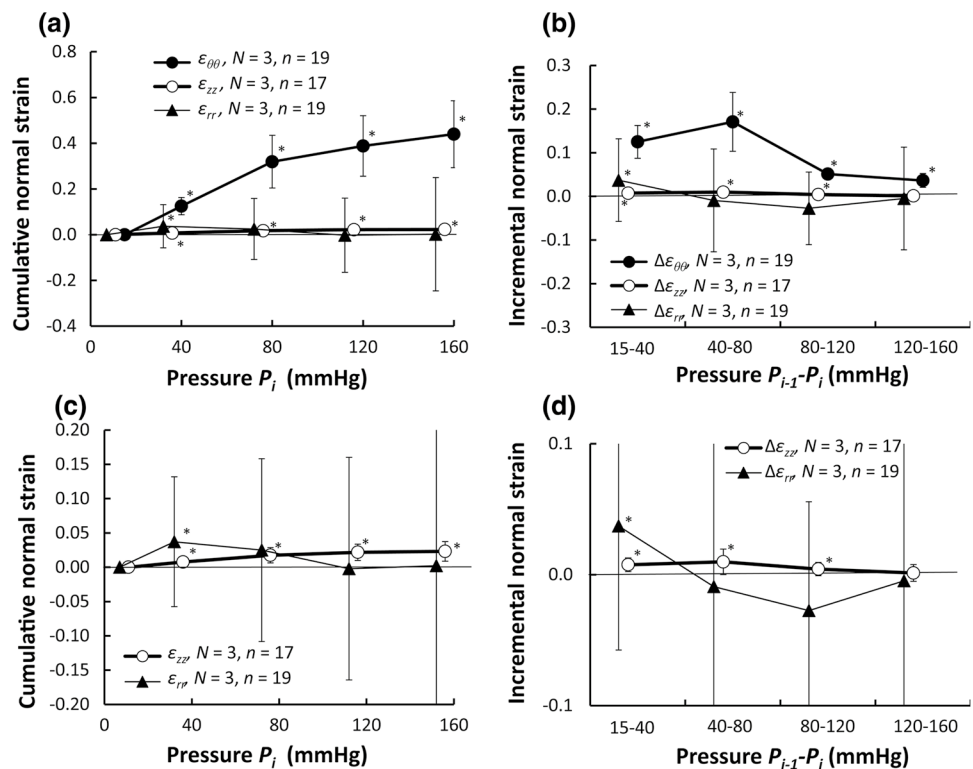 (a)
Cumulative normal strain
0.8
0.6
0.4
0.2
0.0
-0.2
-0.4
εθθ, N = 3, n = 19
εzz, N = 3, n = 17
εrr, N = 3, n = 19
* * * *
* * * *
*
0 40 80 120 160
Pressure Pi (mmHg)
(b)
Incremental normal strain
0.3
0.2
0.1
0.0
-0.1
-0.2
-0.3
* * * *
* * *
*
Δεθθ, N = 3, n = 19
Δεzz, N = 3, n = 17
Δεrr, N = 3, n = 19
15-40 40-80 80-120 120-160
Pressure Pi-1-Pi (mmHg)
(c)
Cumulative normal strain
0.20
0.15
0.10
0.05
0.00
-0.05
-0.10
-0.15
-0.20
* * * * *
εzz, N = 3, n = 17
εrr, N = 3, n = 19
0 40 80 120 160
Pressure Pi (mmHg)
(d)
Incremental normal strain
0.1
0.0
-0.1
Δεzz, N = 3, n = 17
Δεrr, N = 3, n = 19
* * * *
15-40 40-80 80-120 120-160
Pressure Pi-1-Pi (mmHg)